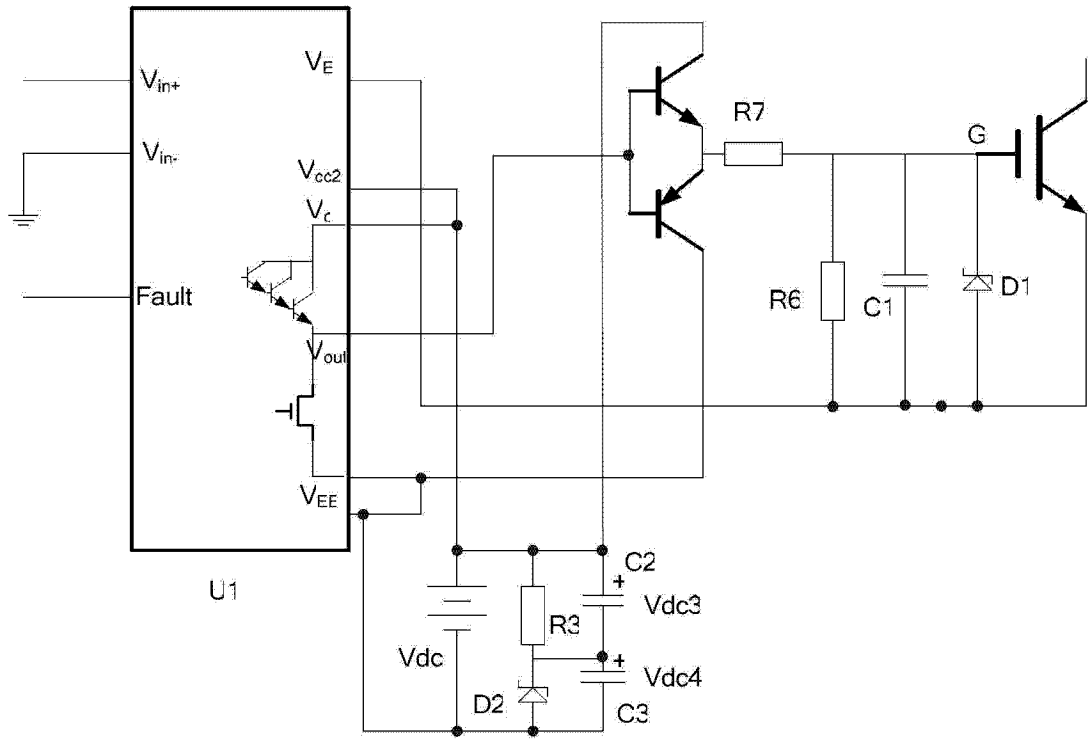 V_E
V_in+
V_in-
V_cc2
V_c
Fault
V_out
V_EE
U1
R7
G
R6
C1
D1
C2
+
Vdc3
R3
Vdc
+
Vdc4
D2
C3